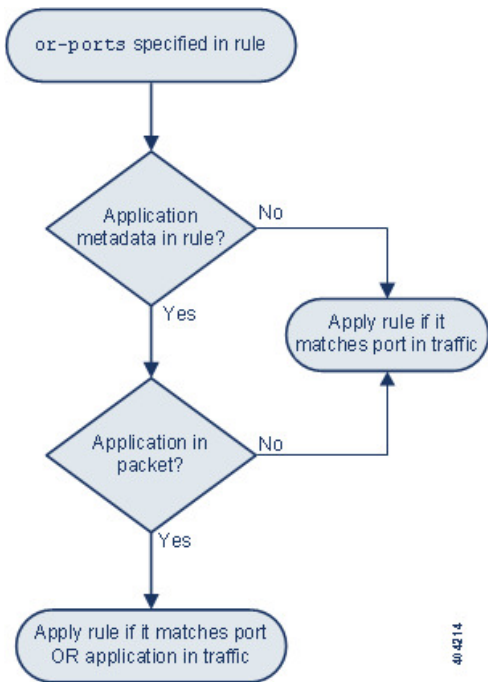 or-ports specified in rule
Application
metadata in rule?
No
Yes
Apply rule if it
matches port in traffic
Application in
packet?
No
Yes
Apply rule if it matches port
OR application in traffic
404214